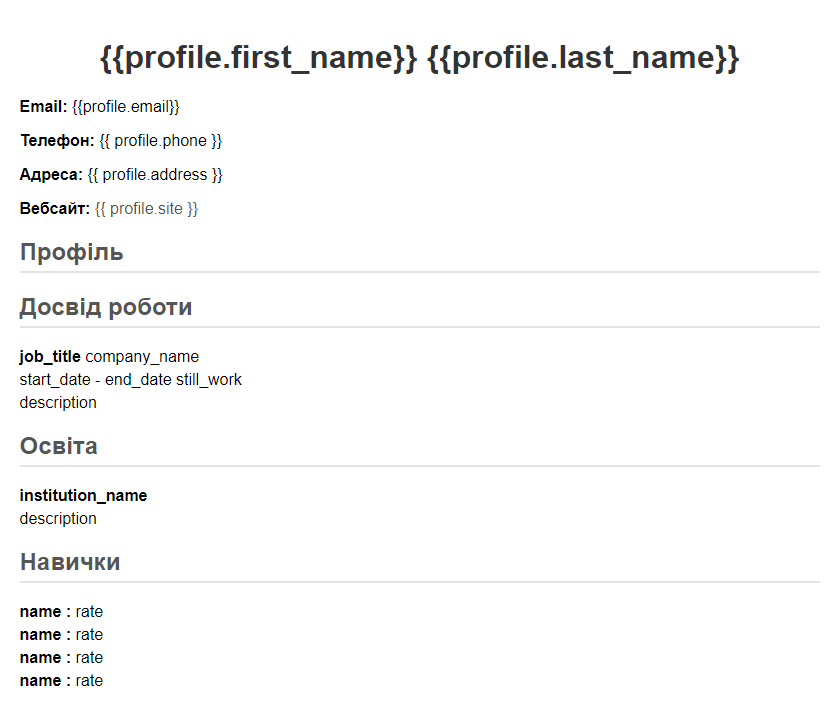 {{profile.first_name}} {{profile.last_name}}
Email: {{profile.email}}
Телефон: {{ profile.phone }}
Адреса: {{ profile.address }}
Вебсайт: {{ profile.site }}
Профіль
Досвід роботи
job_title company_name
start_date - end_date still_work
description
Освіта
institution_name
description
Навички
name : rate
name : rate
name : rate
name : rate